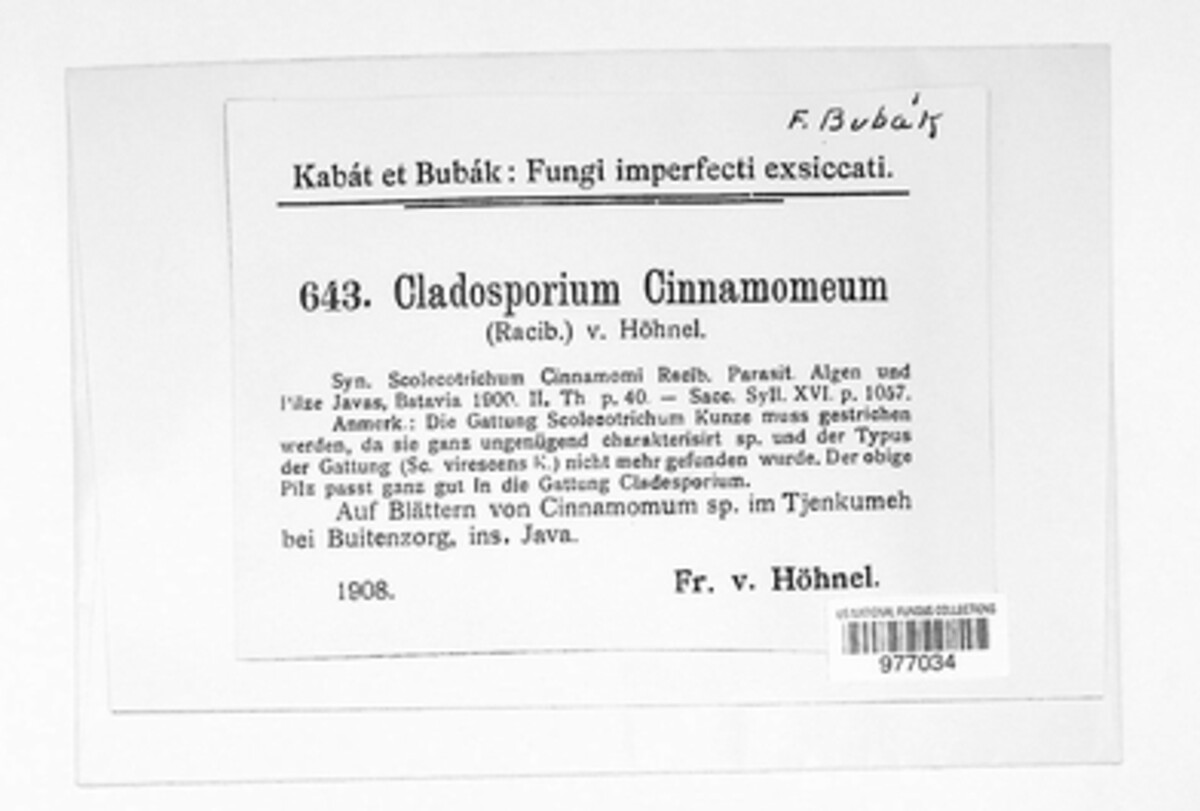 F. Bubák
Kabát et Bubák: Fungi imperfecti exsiccati.
643. Cladosporium Cinnamomeum
(Racib.) v. Höhnel.
Syn. Scolecotrichum Cinnamomi Racib. Parasit. Algen und
Pilze Javas, Batavia 1900. II. Th. p. 40. — Sacc. Syll. XVI. p. 1057.
Anmerk.: Die Gattung Scolecotrichum Kunze muss gestrichen
werden, da sie ganz ungenügend charakterisirt sp. und der Typus
der Gattung (Sc. virescens K.) nicht mehr gefunden wurde. Der obige
Pilz passt ganz gut in die Gattung Cladosporium.
Auf Blättern von Cinnamomum sp. im Tjenkumeh
bei Buitenzorg, ins. Java.
1908.
Fr. v. Höhnel.
US NATIONAL FUNGUS COLLECTIONS
977034